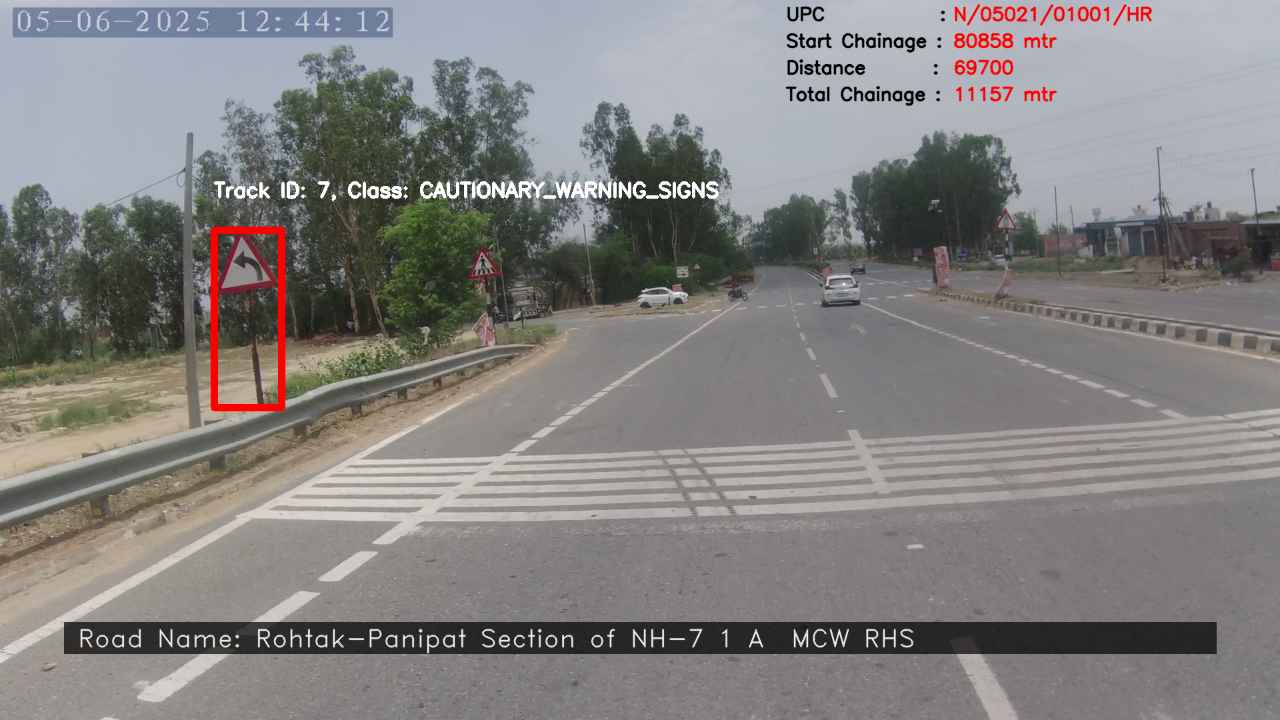 05-06-2025 12:44:12
UPC : N/05021/01001/HR
Start Chainage : 80858 mtr
Distance : 69700
Total Chainage : 11157 mtr
Track ID: 7, Class: CAUTIONARY_WARNING_SIGNS
Road Name: Rohtak-Panipat Section of NH-7 1 A MCW RHS